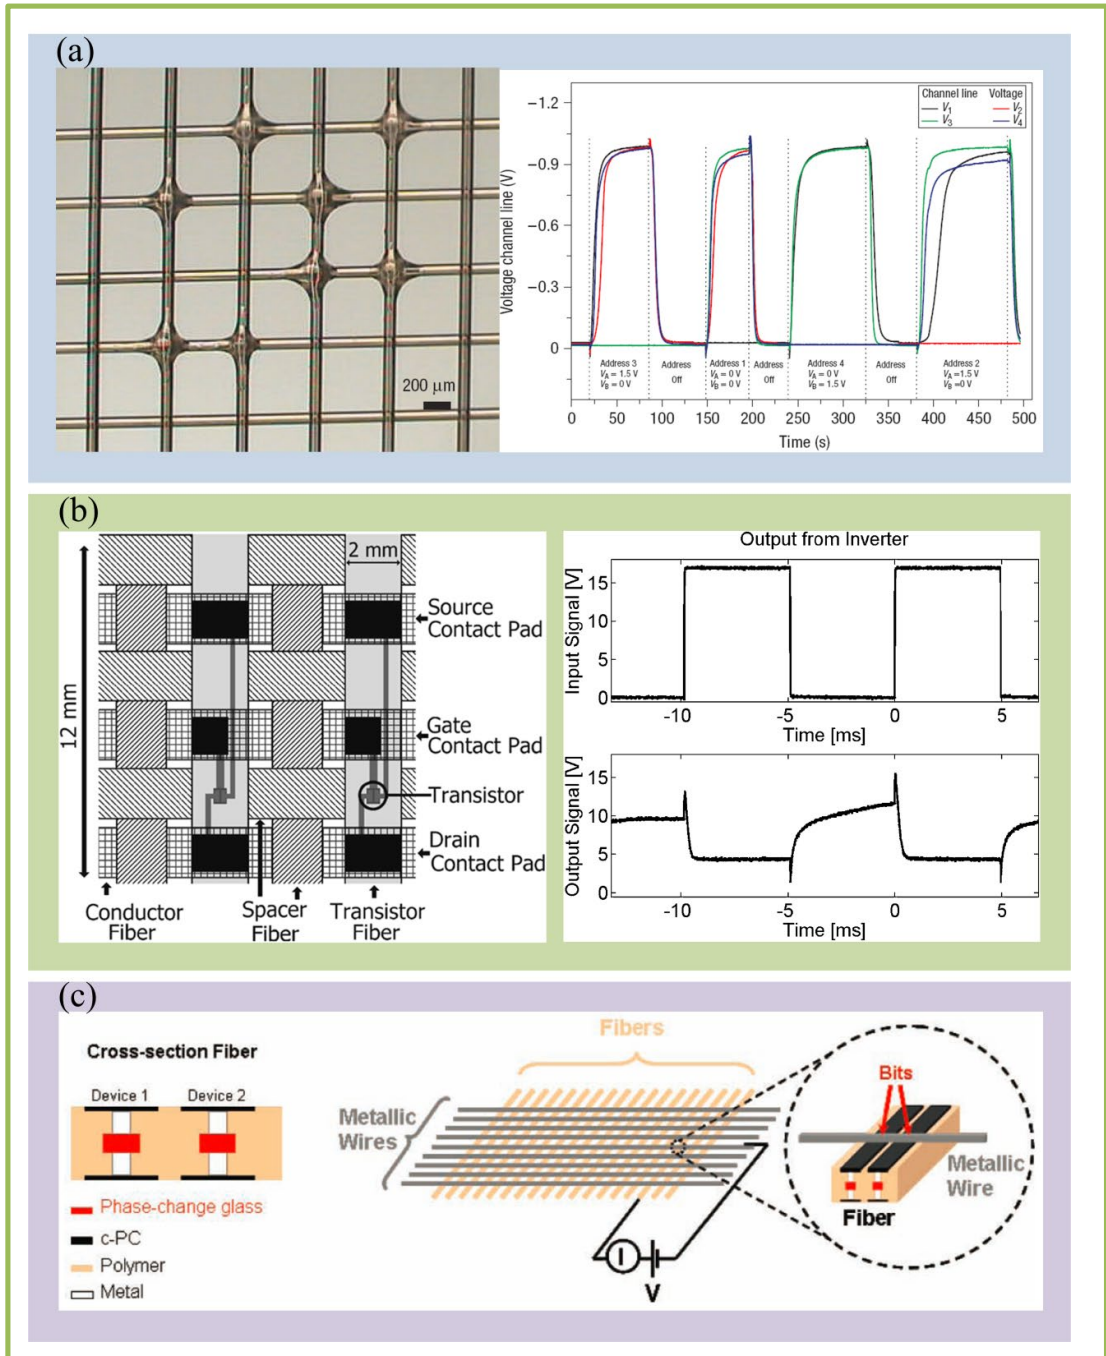 (a)
200 μm
Voltage channel line (V)
−1.2
−0.9
−0.6
−0.3
0
Channel line Voltage
V1 V2
V3 V4
Address 3
VA = 1.5 V
VB = 0 V
Address
Off
Address 1
VA = 0 V
VB = 0 V
Address
Off
Address 4
VA = 0 V
VB = 1.5 V
Address
Off
Address 2
VA = 1.5 V
VB = 0 V
0 50 100 150 200 250 300 350 400 450 500
Time (s)
(b)
2 mm
12 mm
Source
Contact Pad
Gate
Contact Pad
Transistor
Drain
Contact Pad
Conductor
Fiber
Spacer
Fiber
Transistor
Fiber
Output from Inverter
Input Signal [V]
15
10
5
0
-10 -5 0 5
Time [ms]
Output Signal [V]
15
10
5
0
-10 -5 0 5
Time [ms]
(c)
Cross-section Fiber
Device 1 Device 2
Phase-change glass
c-PC
Polymer
Metal
Fibers
Metallic
Wires
I
V
Bits
Metallic
Wire
Fiber